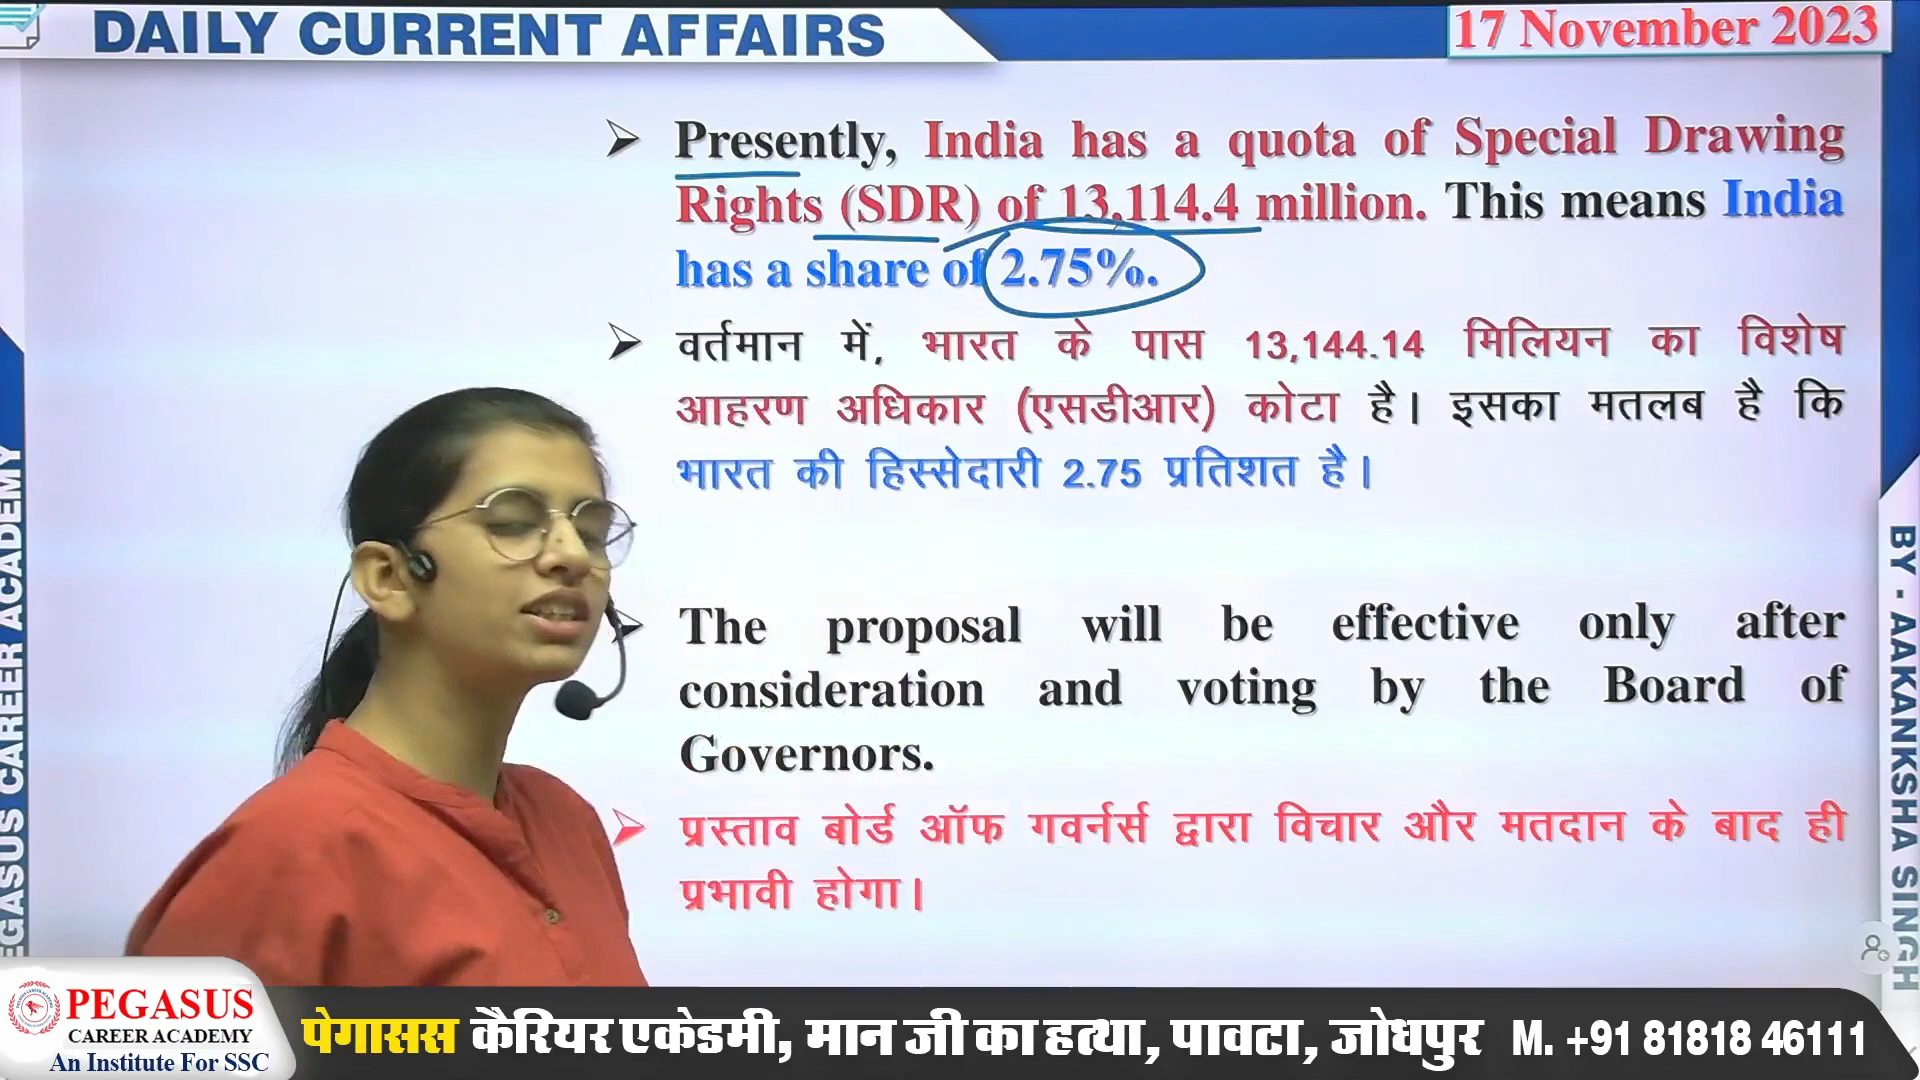 DAILY CURRENT AFFAIRS
17 November 2023
Presently, India has a quota of Special Drawing
Rights (SDR) of 13,114.4 million. This means India
has a share of 2.75%.
वर्तमान में, भारत के पास 13,144.14 मिलियन का विशेष
आहरण अधिकार (एसडीआर) कोटा है। इसका मतलब है कि
भारत की हिस्सेदारी 2.75 प्रतिशत है।
The proposal will be effective only after
consideration and voting by the Board of
Governors.
प्रस्ताव बोर्ड ऑफ गवर्नर्स द्वारा विचार और मतदान के बाद ही
प्रभावी होगा।
EGASUS CAREER ACADEMY
BY - AAKANKSHA SINGH
PEGASUS
CAREER ACADEMY
An Institute For SSC
पेगासस कैरियर एकेडमी, मान जी का हत्था, पावटा, जोधपुर M. +91 81818 46111